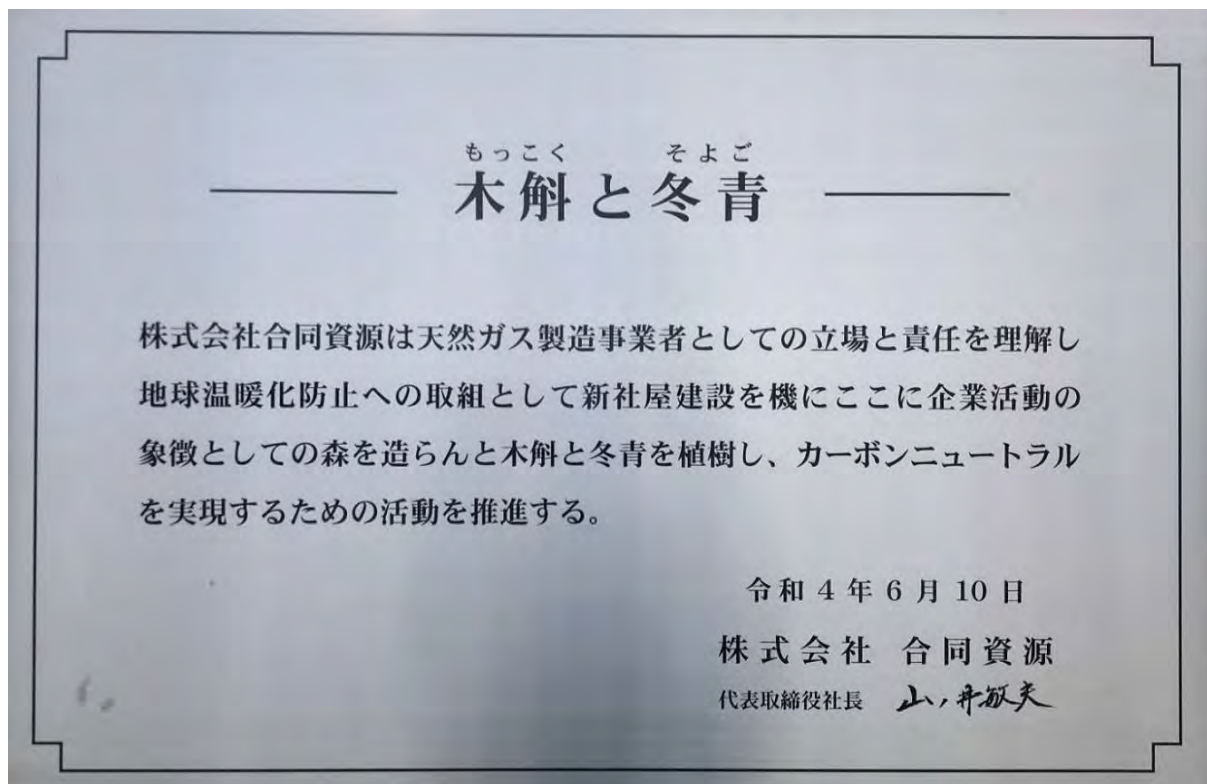 もっこく そよご
木斛と冬青
株式会社合同資源は天然ガス製造事業者としての立場と責任を理解し
地球温暖化防止への取組として新社屋建設を機にここに企業活動の
象徴としての森を造らんと木斛と冬青を植樹し、カーボンニュートラル
を実現するための活動を推進する。
令和4年6月10日
株式会社 合同資源
代表取締役社長 山ノ井敏夫